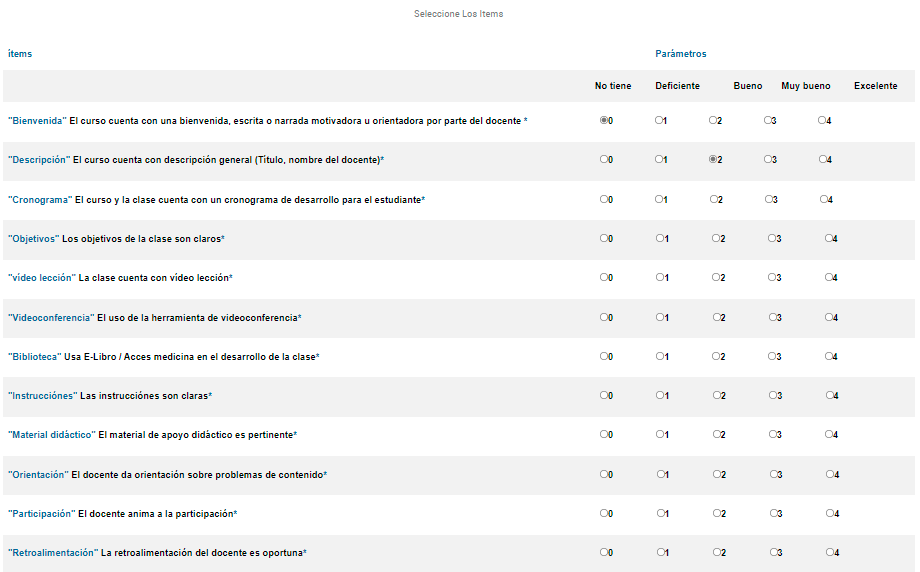 Seleccione Los Items
ítems Parámetros
No tiene Deficiente Bueno Muy bueno Excelente
"Bienvenida" El curso cuenta con una bienvenida, escrita o narrada motivadora u orientadora por parte del docente * 0 1 2 3 4
"Descripción" El curso cuenta con descripción general (Título, nombre del docente)* 0 1 2 3 4
"Cronograma" El curso y la clase cuenta con un cronograma de desarrollo para el estudiante* 0 1 2 3 4
"Objetivos" Los objetivos de la clase son claros* 0 1 2 3 4
"vídeo lección" La clase cuenta con vídeo lección* 0 1 2 3 4
"Videoconferencia" El uso de la herramienta de videoconferencia* 0 1 2 3 4
"Biblioteca" Usa E-Libro / Acces medicina en el desarrollo de la clase* 0 1 2 3 4
"Instrucciónes" Las instrucciónes son claras* 0 1 2 3 4
"Material didáctico" El material de apoyo didáctico es pertinente* 0 1 2 3 4
"Orientación" El docente da orientación sobre problemas de contenido* 0 1 2 3 4
"Participación" El docente anima a la participación* 0 1 2 3 4
"Retroalimentación" La retroalimentación del docente es oportuna* 0 1 2 3 4